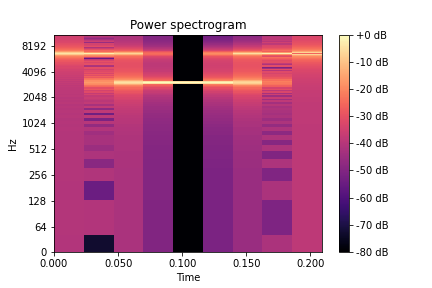 Power spectrogram
8192
4096
2048
1024
512
256
128
64
0
Hz
0.000 0.050 0.100 0.150 0.200
Time
+0 dB
-10 dB
-20 dB
-30 dB
-40 dB
-50 dB
-60 dB
-70 dB
-80 dB